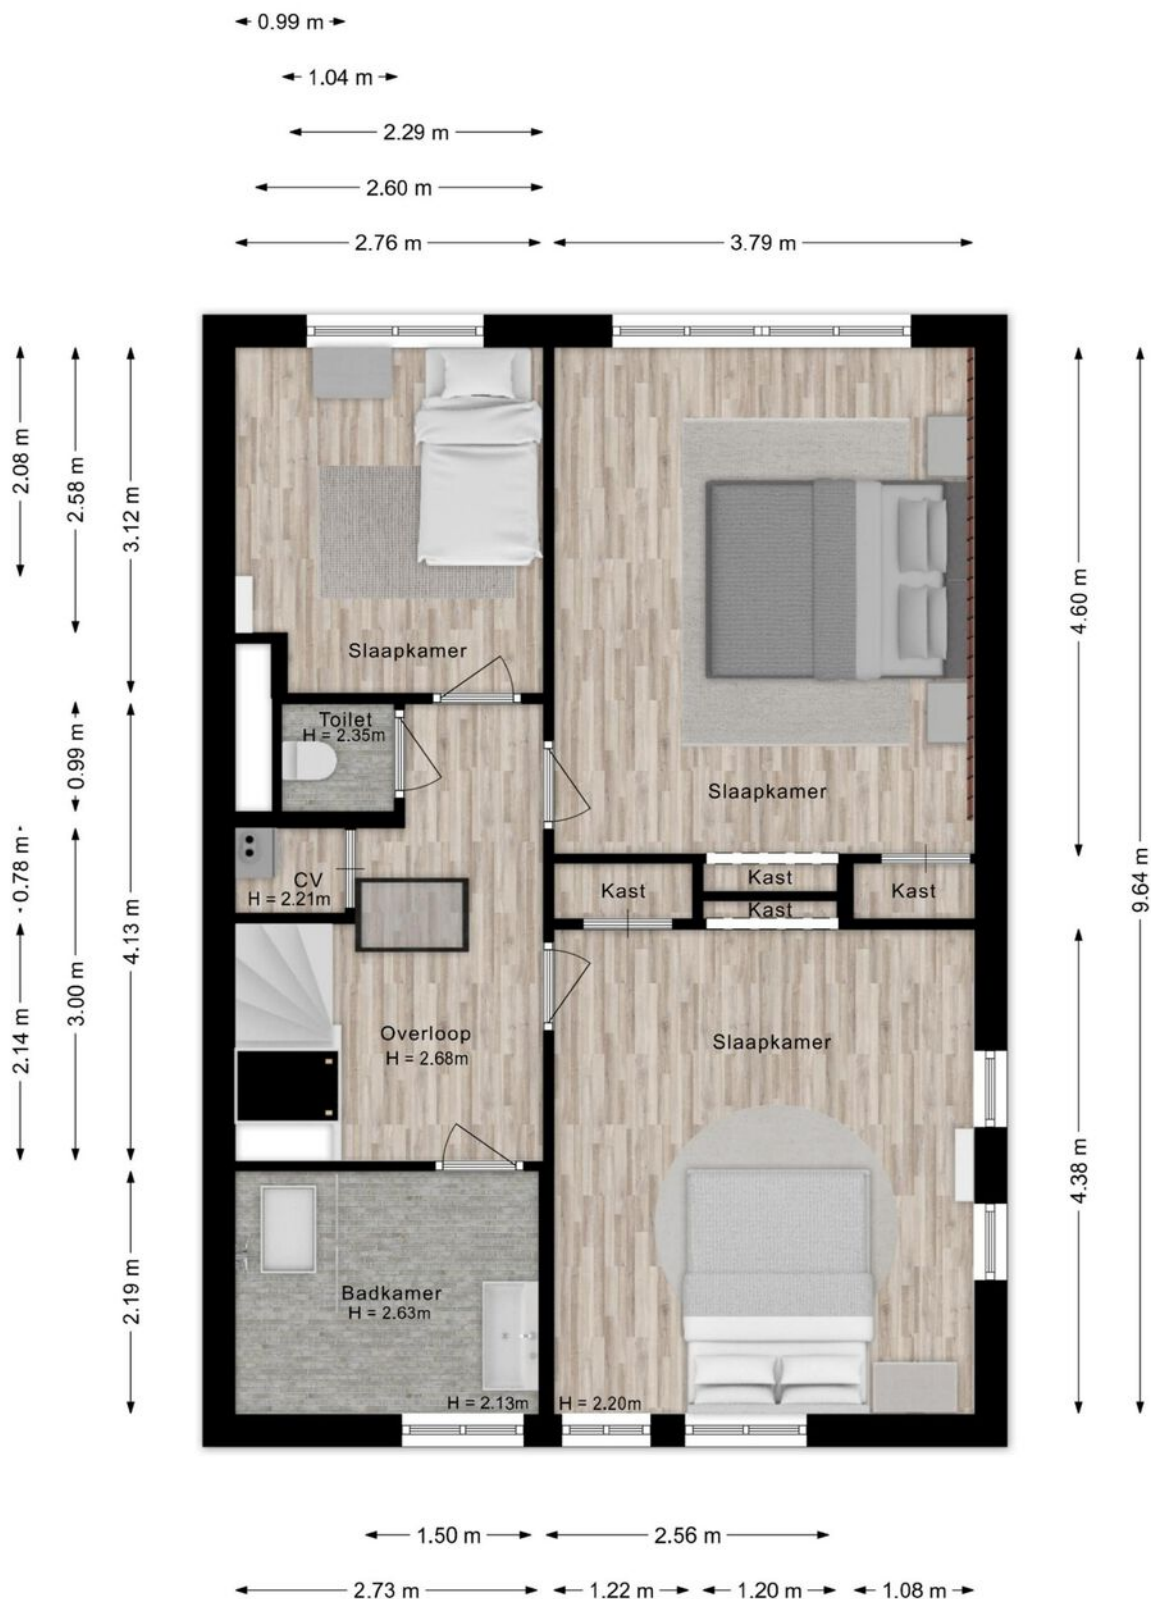 0.99 m
1.04 m
2.29 m
2.60 m
2.76 m
3.79 m
2.08 m
2.58 m
3.12 m
4.60 m
9.64 m
Slaapkamer
Toilet
H = 2.35m
0.99 m
Slaapkamer
0.78 m
CV
H = 2.21m
Kast
Kast
Kast
Kast
4.13 m
3.00 m
2.14 m
Overloop
H = 2.68m
Slaapkamer
4.38 m
2.19 m
Badkamer
H = 2.63m
H = 2.13m
H = 2.20m
1.50 m
2.56 m
2.73 m
1.22 m
1.20 m
1.08 m